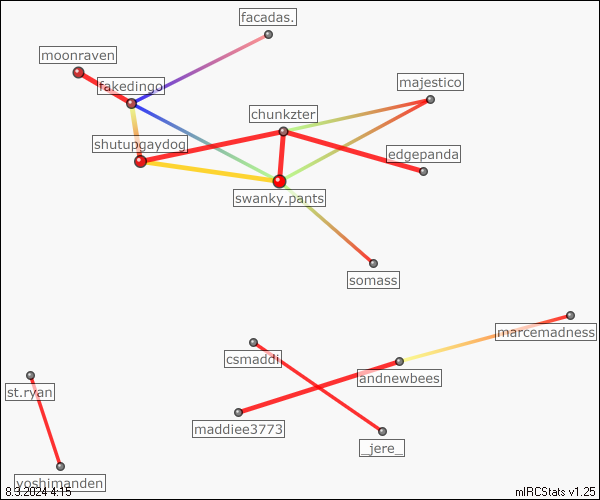 facadas.
moonraven
majestico
fakedingo
chunkzter
shutupgaydog
edgepanda
swanky.pants
somass
marcemadness
csmaddi
andnewbees
st.ryan
maddiee3773
_jere_
yoshimanden
8.3.2024 4:15
mIRCStats v1.25